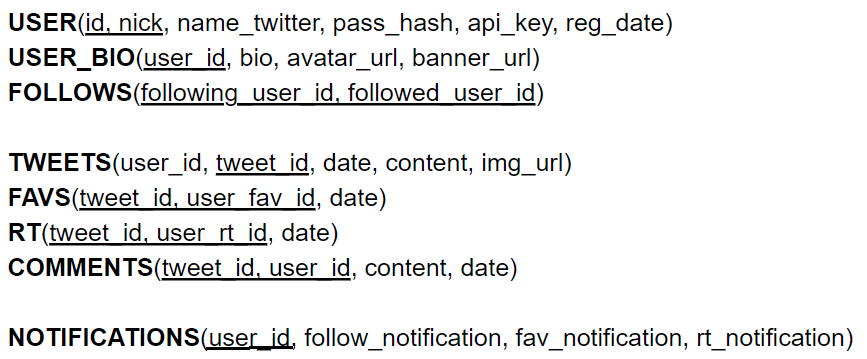 USER(id, nick, name_twitter, pass_hash, api_key, reg_date)
USER_BIO(user_id, bio, avatar_url, banner_url)
FOLLOWS(following_user_id, followed_user_id)
TWEETS(user_id, tweet_id, date, content, img_url)
FAVS(tweet_id, user_fav_id, date)
RT(tweet_id, user_rt_id, date)
COMMENTS(tweet_id, user_id, content, date)
NOTIFICATIONS(user_id, follow_notification, fav_notification, rt_notification)